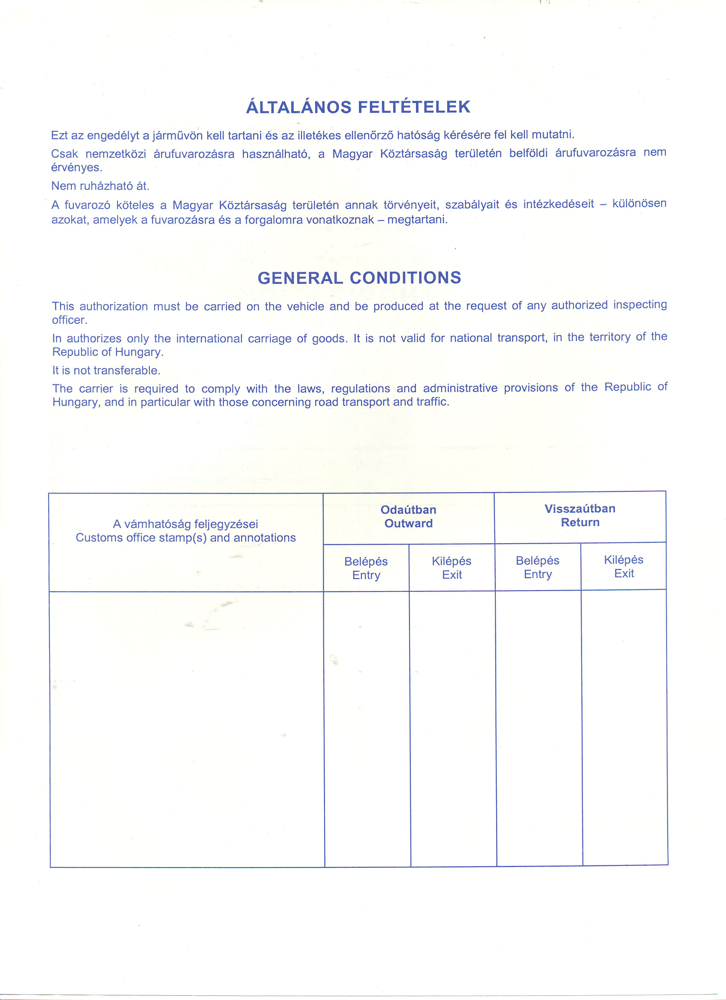 ÁLTALÁNOS FELTÉTELEK
Ezt az engedélyt a járművön kell tartani és az illetékes ellenőrző hatóság kérésére fel kell mutatni.
Csak nemzetközi árufuvarozásra használható, a Magyar Köztársaság területén belföldi árufuvarozásra nem
érvényes.
Nem ruházható át.
A fuvarozó köteles a Magyar Köztársaság területén annak törvényeit, szabályait és intézkedéseit – különösen
azokat, amelyek a fuvarozásra és a forgalomra vonatkoznak – megtartani.
GENERAL CONDITIONS
This authorization must be carried on the vehicle and be produced at the request of any authorized inspecting
officer.
In authorizes only the international carriage of goods. It is not valid for national transport, in the territory of the
Republic of Hungary.
It is not transferable.
The carrier is required to comply with the laws, regulations and administrative provisions of the Republic of
Hungary, and in particular with those concerning road transport and traffic.
A vámhatóság feljegyzései
Customs office stamp(s) and annotations
Odaútban
Outward
Visszaútban
Return
Belépés
Entry
Kilépés
Exit
Belépés
Entry
Kilépés
Exit